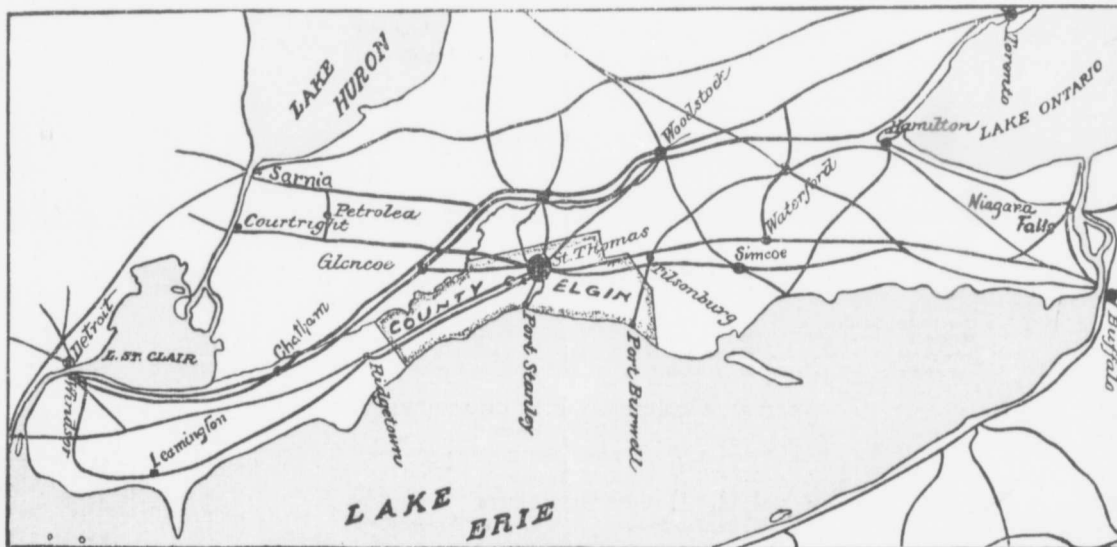 LAKE HURON
Toronto
LAKE ONTARIO
Woodstock
Hamilton
Sarnia
Petrolea
Courtright
Waterford
Niagara Falls
Glencoe
St. Thomas
Simcoe
COUNTY OF ELGIN
Tilsonburg
Detroit
L. ST. CLAIR
Chatham
Port Stanley
Port Burwell
Buffalo
Windsor
Ridgetown
Leamington
LAKE ERIE